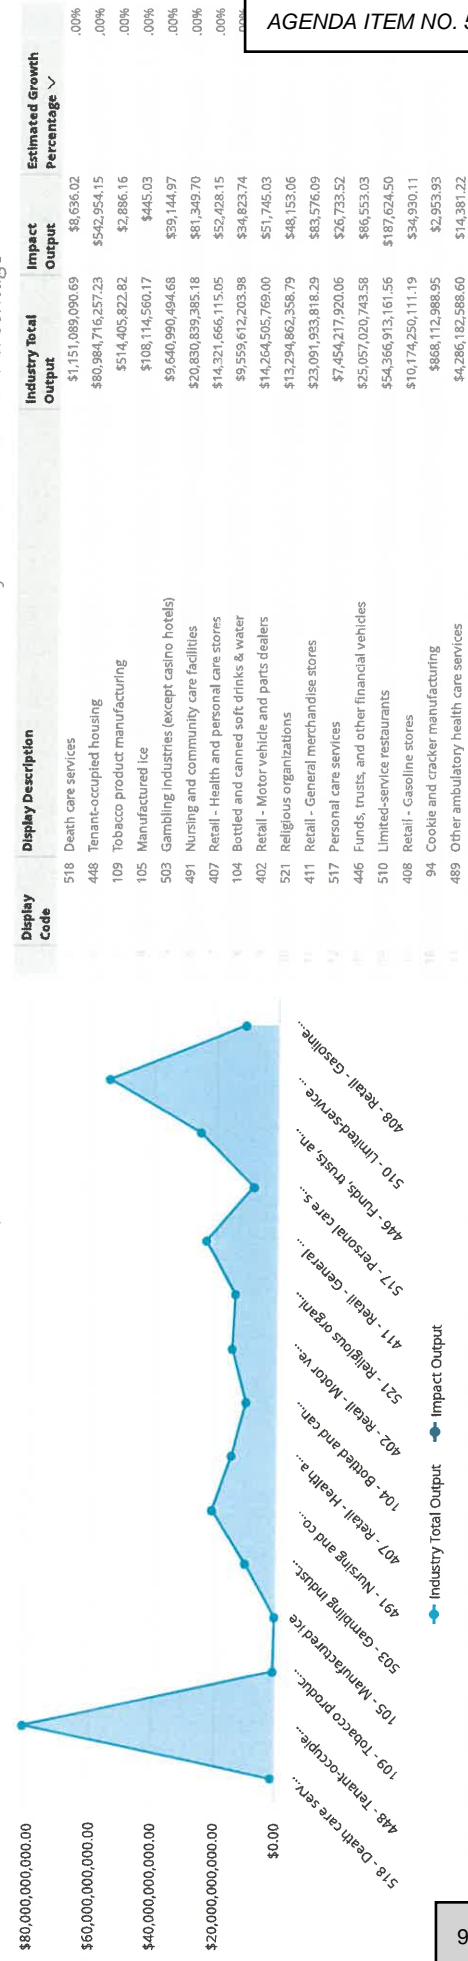 AGENDA ITEM NO. 5
$80,000,000,000.00
$60,000,000,000.00
$40,000,000,000.00
$20,000,000,000.00
$0.00
518 - Death care serv...
448 - Tenant-occupie...
109 - Tobacco produc...
105 - Manufactured ice
503 - Gambling indust...
491 - Nursing and co...
407 - Retail - Health a...
104 - Bottled and can...
402 - Retail - Motor ve...
521 - Religious organi...
411 - Retail - General...
517 - Personal care s...
446 - Funds, trusts, an...
510 - Limited-service ...
408 - Retail - Gasoline...
Industry Total Output Impact Output
Display Code Display Description Industry Total Output Impact Output Estimated Growth Percentage
518 Death care services $1,151,089,090.69 $8,636.02 .00%
448 Tenant-occupied housing $80,984,716,257.23 $542,954.15 .00%
109 Tobacco product manufacturing $514,405,822.82 $2,886.16 .00%
105 Manufactured ice $108,114,560.17 $445.03 .00%
503 Gambling industries (except casino hotels) $9,640,990,494.68 $39,144.97 .00%
491 Nursing and community care facilities $20,830,839,385.18 $81,349.70 .00%
407 Retail - Health and personal care stores $14,321,666,115.05 $52,428.15 .00%
104 Bottled and canned soft drinks & water $9,559,612,203.98 $34,823.74
402 Retail - Motor vehicle and parts dealers $14,264,505,769.00 $51,745.03
521 Religious organizations $13,294,862,358.79 $48,153.06
411 Retail - General merchandise stores $23,091,933,818.29 $83,576.09
517 Personal care services $7,454,217,920.06 $26,733.52
446 Funds, trusts, and other financial vehicles $25,057,020,743.58 $86,553.03
510 Limited-service restaurants $54,366,913,161.56 $187,624.50
408 Retail - Gasoline stores $10,174,250,111.19 $34,930.11
94 Cookie and cracker manufacturing $868,112,988.95 $2,953.93
489 Other ambulatory health care services $4,286,182,588.60 $14,381.22
9